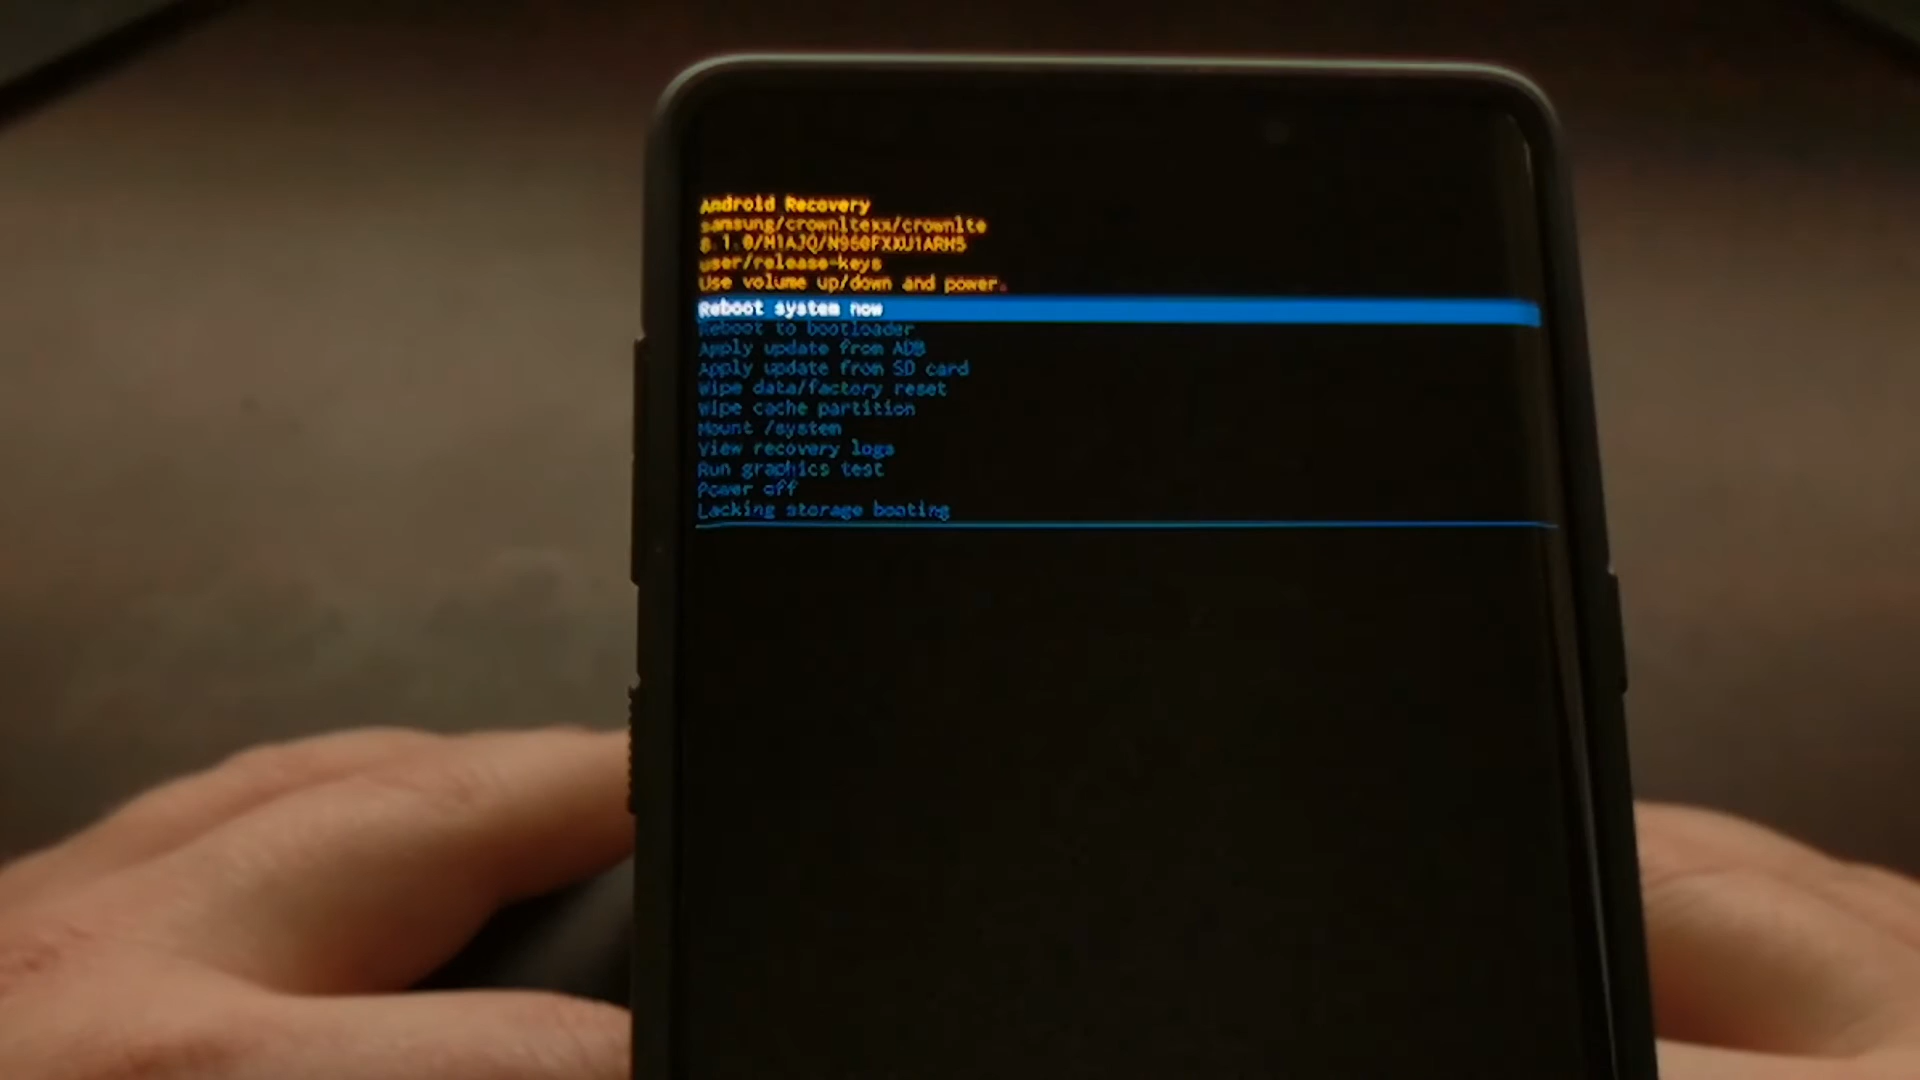 Android Recovery
samsung/crownltexx/crownlte
8.1.0/M1AJQ/N960FXXU1ARH5
user/release-keys
Use volume up/down and power.
Reboot system now
Reboot to bootloader
Apply update from ADB
Apply update from SD card
Wipe data/factory reset
Wipe cache partition
Mount /system
View recovery logs
Run graphics test
Power off
Lacking storage booting